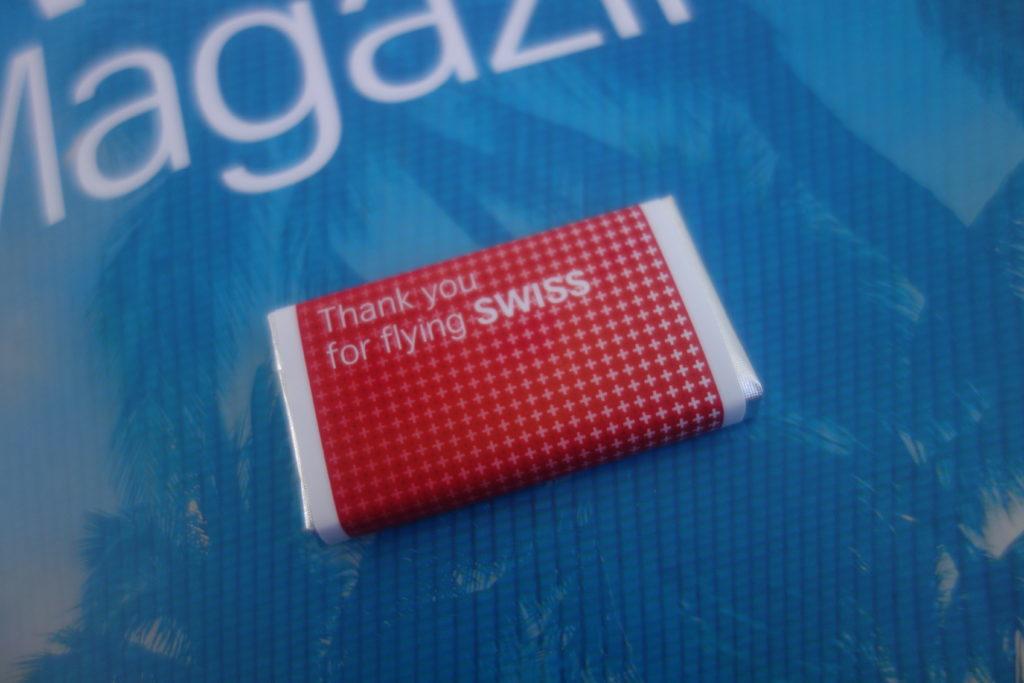 Magazin
Thank you
for flying SWISS